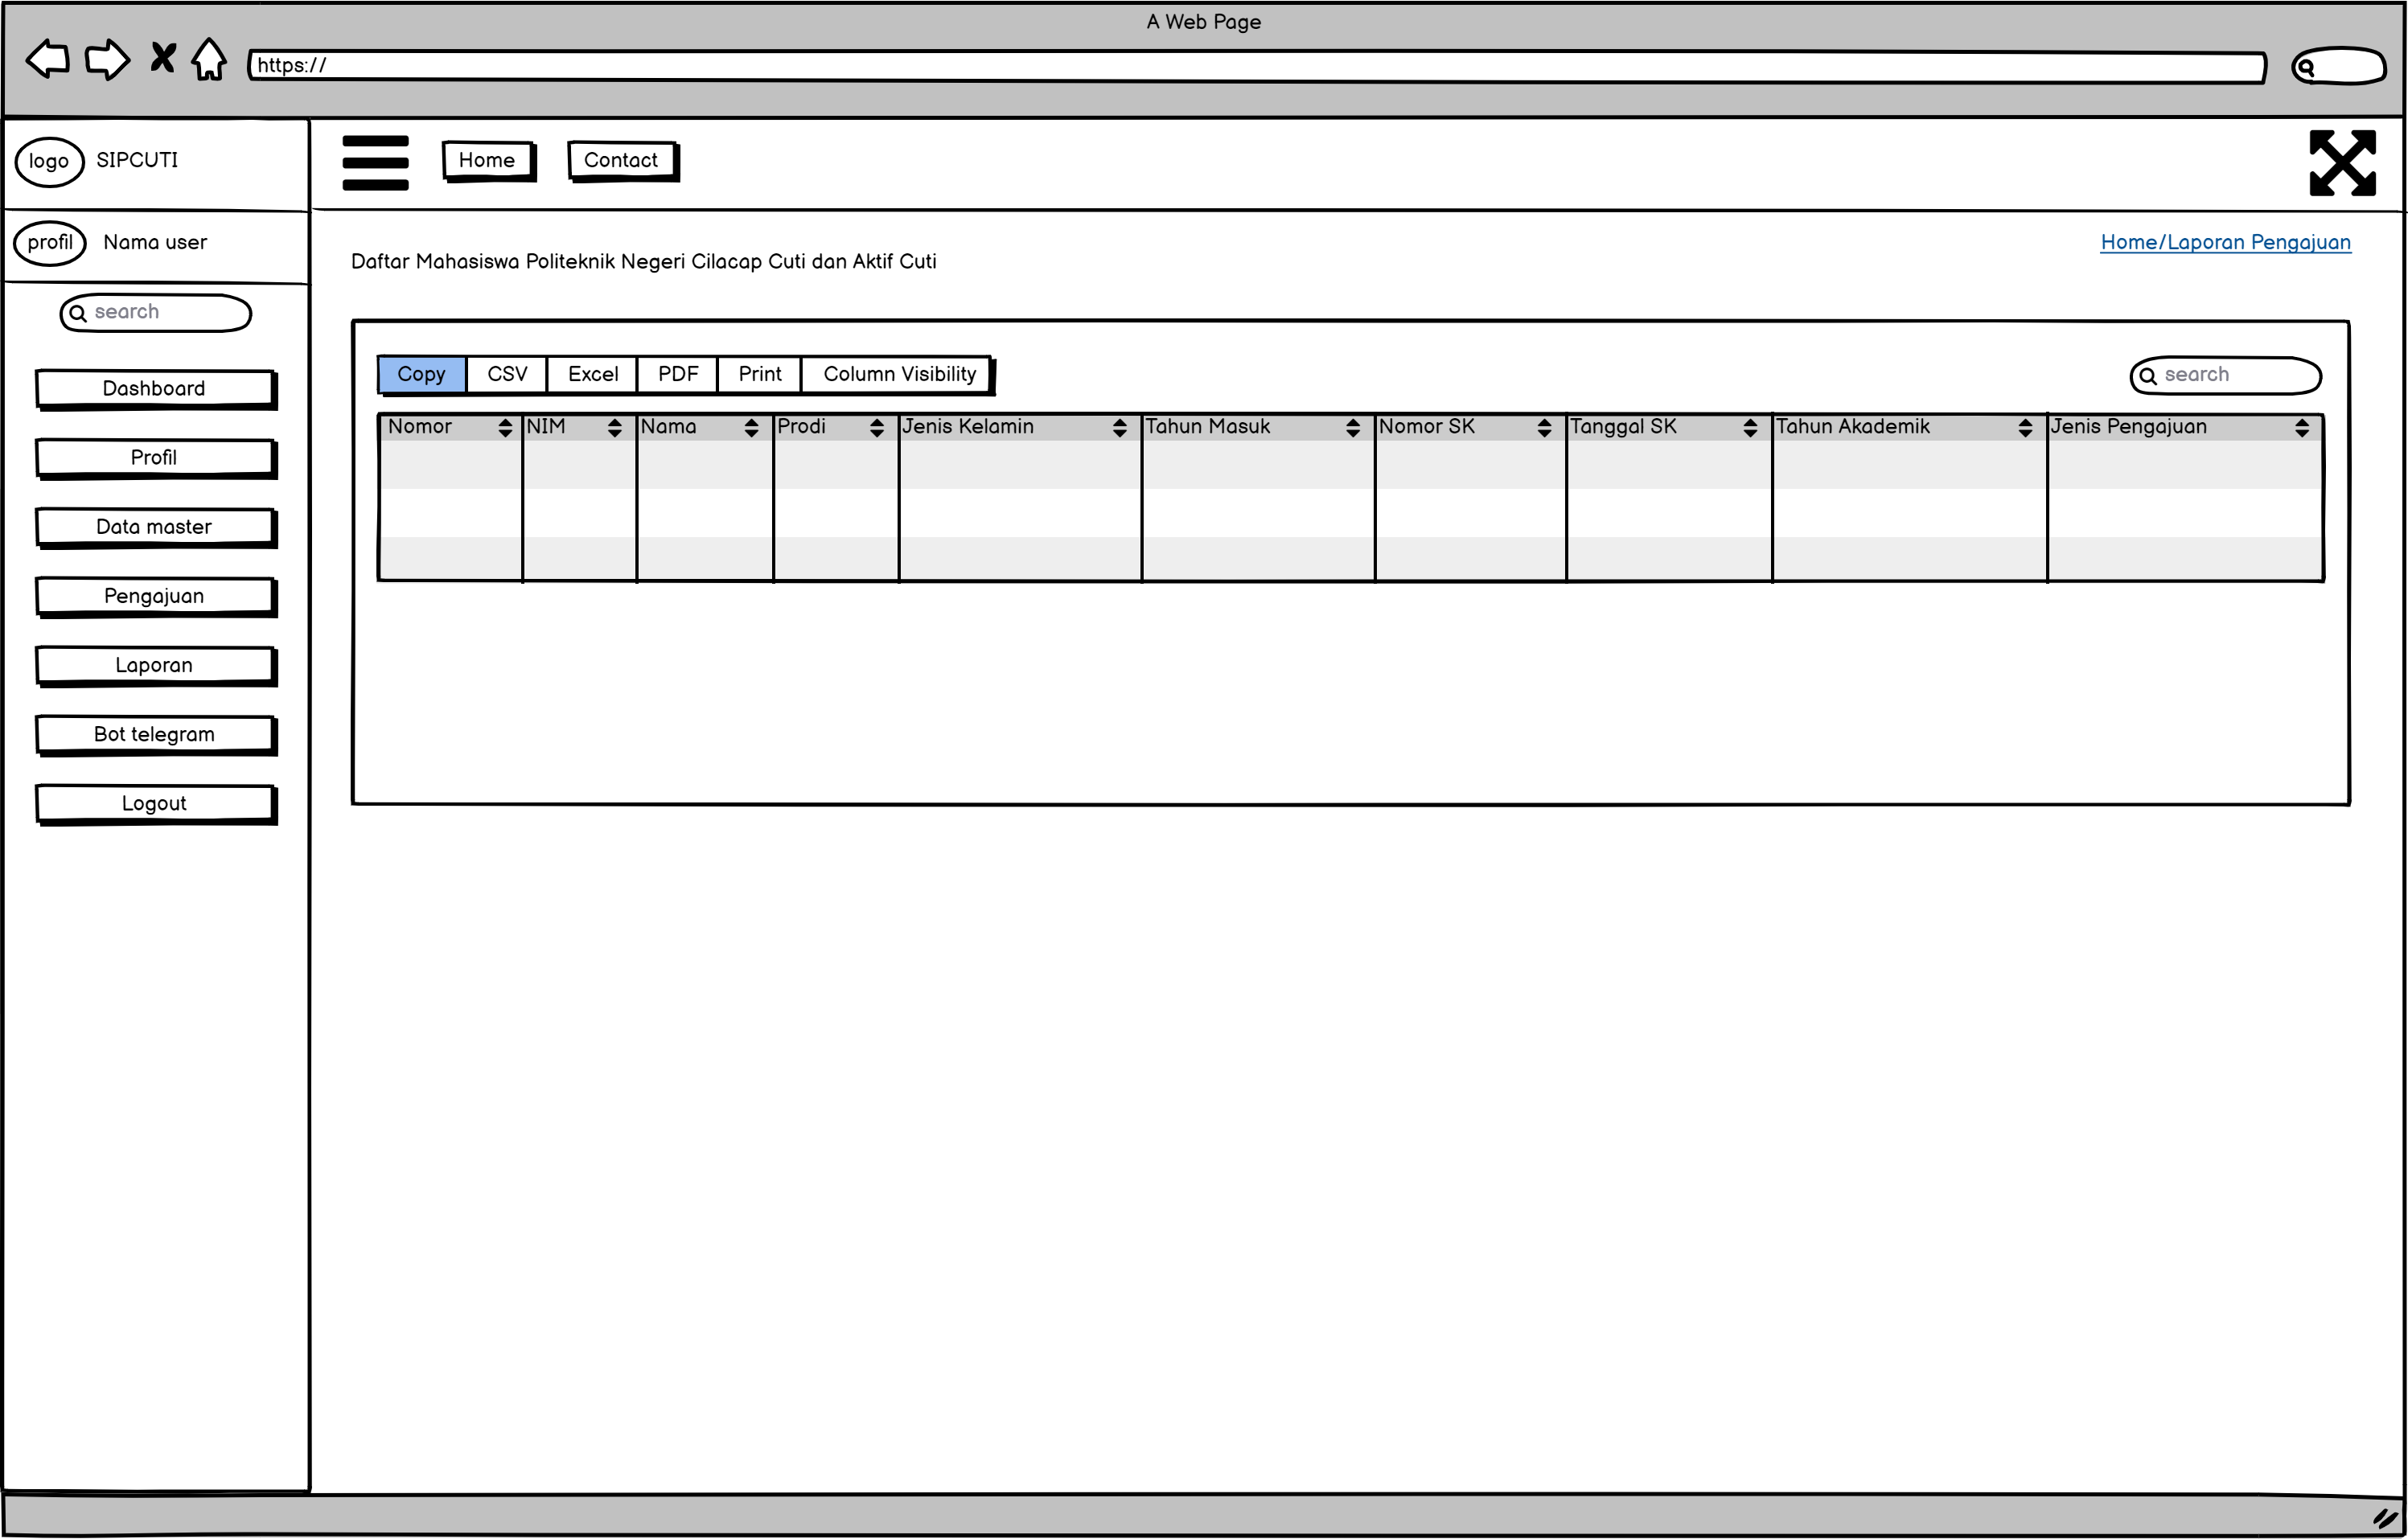 A Web Page
https://
logo SIPCUTI
Home Contact
profil Nama user
Home/Laporan Pengajuan
Daftar Mahasiswa Politeknik Negeri Cilacap Cuti dan Aktif Cuti
search
Dashboard
Profil
Data master
Pengajuan
Laporan
Bot telegram
Logout
Copy CSV Excel PDF Print Column Visibility
search
Nomor NIM Nama Prodi Jenis Kelamin Tahun Masuk Nomor SK Tanggal SK Tahun Akademik Jenis Pengajuan